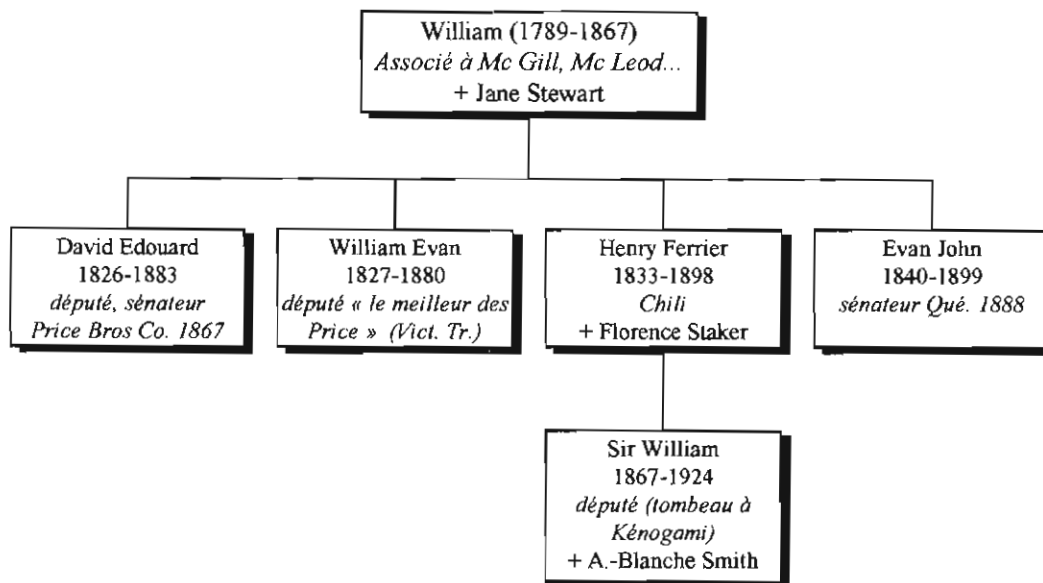 William (1789-1867)
Associé à Mc Gill, Mc Leod...
+ Jane Stewart
David Edouard
1826-1883
député, sénateur
Price Bros Co. 1867
William Evan
1827-1880
député « le meilleur des
Price » (Vict. Tr.)
Henry Ferrier
1833-1898
Chili
+ Florence Staker
Evan John
1840-1899
sénateur Qué. 1888
Sir William
1867-1924
député (tombeau à
Kénogami)
+ A.-Blanche Smith